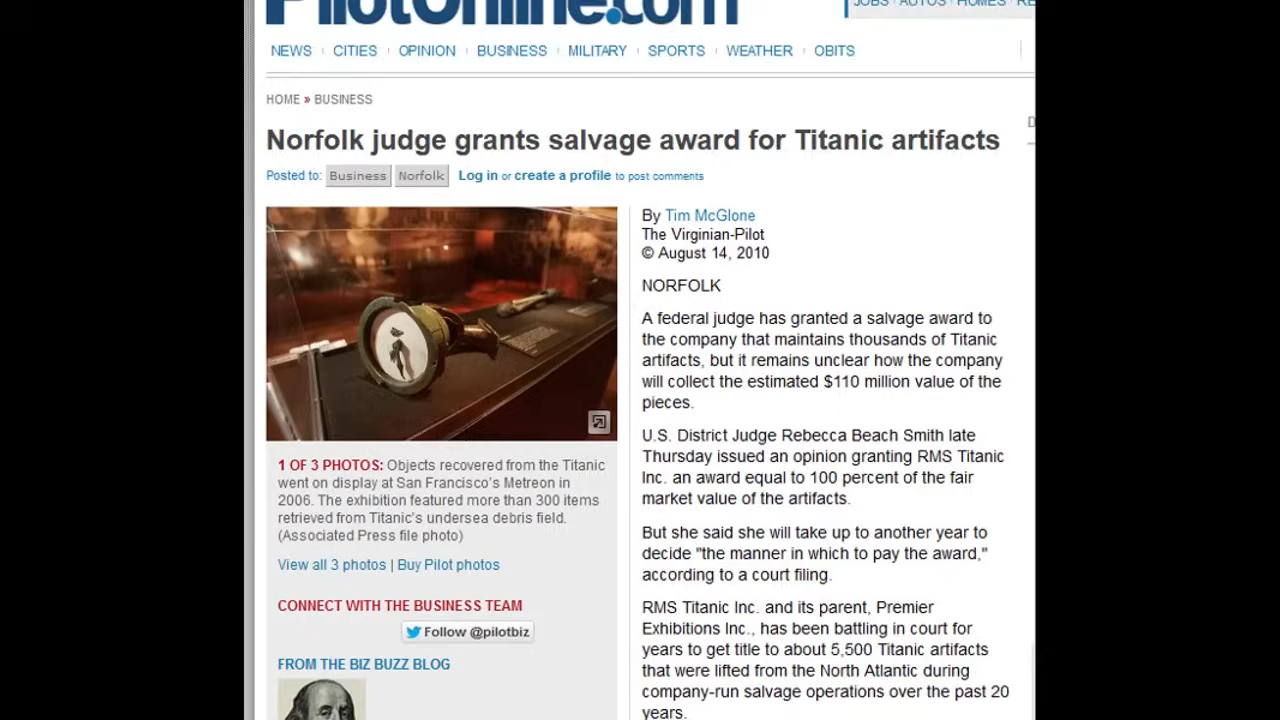 PilotOnline.com
JOBS AUTOS HOMES
NEWS CITIES OPINION BUSINESS MILITARY SPORTS WEATHER OBITS
HOME » BUSINESS
Norfolk judge grants salvage award for Titanic artifacts
Posted to: Business Norfolk Log in or create a profile to post comments
By Tim McGlone
The Virginian-Pilot
© August 14, 2010
NORFOLK
A federal judge has granted a salvage award to
the company that maintains thousands of Titanic
artifacts, but it remains unclear how the company
will collect the estimated $110 million value of the
pieces.
U.S. District Judge Rebecca Beach Smith late
Thursday issued an opinion granting RMS Titanic
Inc. an award equal to 100 percent of the fair
market value of the artifacts.
But she said she will take up to another year to
decide "the manner in which to pay the award,"
according to a court filing.
RMS Titanic Inc. and its parent, Premier
Exhibitions Inc., has been battling in court for
years to get title to about 5,500 Titanic artifacts
that were lifted from the North Atlantic during
company-run salvage operations over the past 20
years.
1 OF 3 PHOTOS: Objects recovered from the Titanic
went on display at San Francisco's Metreon in
2006. The exhibition featured more than 300 items
retrieved from Titanic's undersea debris field.
(Associated Press file photo)
View all 3 photos | Buy Pilot photos
CONNECT WITH THE BUSINESS TEAM
Follow @pilotbiz
FROM THE BIZ BUZZ BLOG